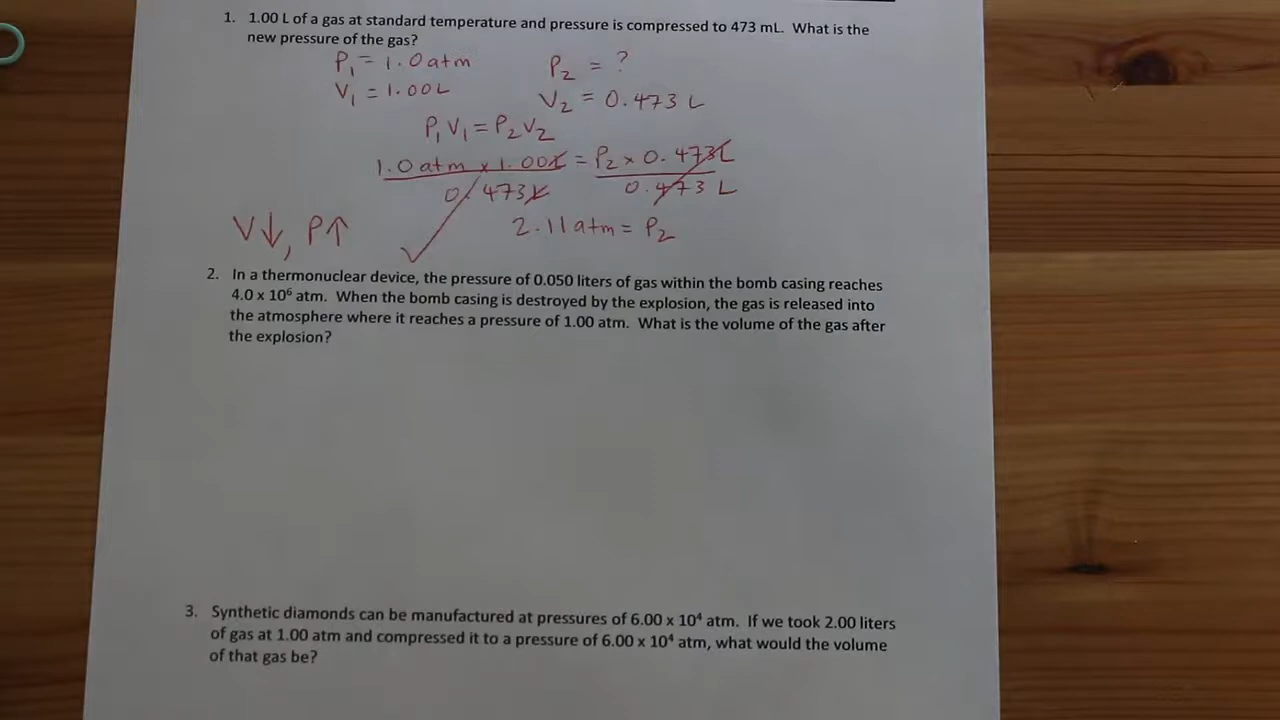 1. 1.00 L of a gas at standard temperature and pressure is compressed to 473 mL. What is the
new pressure of the gas?
P₁ = 1.0 atm P₂ = ?
V₁ = 1.00L V₂ = 0.473 L
P₁V₁ = P₂V₂
1.0 atm x 1.00L = P₂ x 0.473L
0.473L 0.473 L
V↓, P↑ ✓ 2.11 atm = P₂
2. In a thermonuclear device, the pressure of 0.050 liters of gas within the bomb casing reaches
4.0 x 10⁶ atm. When the bomb casing is destroyed by the explosion, the gas is released into
the atmosphere where it reaches a pressure of 1.00 atm. What is the volume of the gas after
the explosion?
3. Synthetic diamonds can be manufactured at pressures of 6.00 x 10⁴ atm. If we took 2.00 liters
of gas at 1.00 atm and compressed it to a pressure of 6.00 x 10⁴ atm, what would the volume
of that gas be?